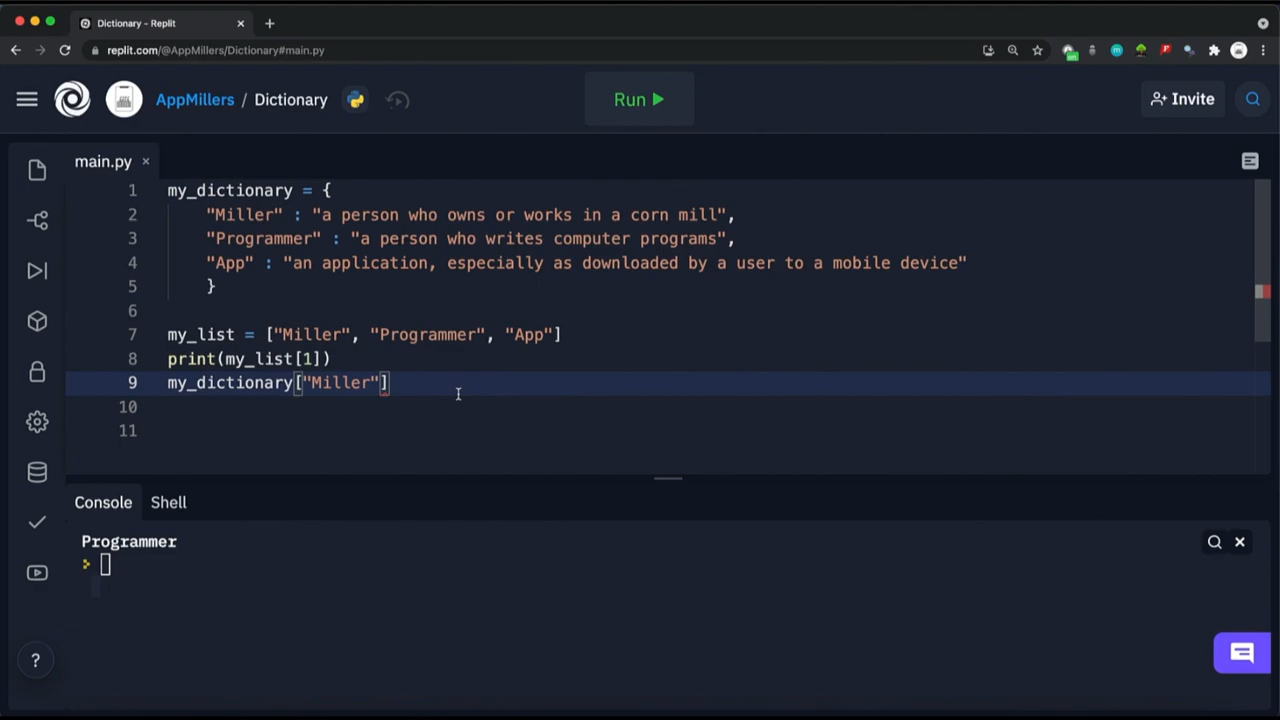 Dictionary - Replit
replit.com/@AppMillers/Dictionary#main.py
AppMillers / Dictionary
Run
Invite
main.py
1 my_dictionary = {
2 "Miller" : "a person who owns or works in a corn mill",
3 "Programmer" : "a person who writes computer programs",
4 "App" : "an application, especially as downloaded by a user to a mobile device"
5 }
6
7 my_list = ["Miller", "Programmer", "App"]
8 print(my_list[1])
9 my_dictionary["Miller"]
10
11
Console Shell
Programmer
?